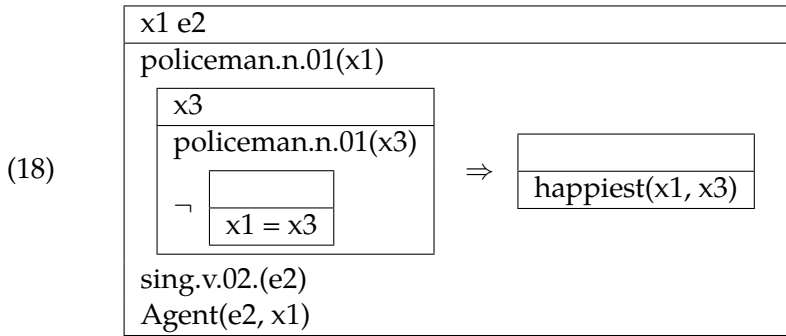 x1 e2
policeman.n.01(x1)
x3
policeman.n.01(x3)
¬
x1 = x3
⇒
happiest(x1, x3)
(18)
sing.v.02.(e2)
Agent(e2, x1)